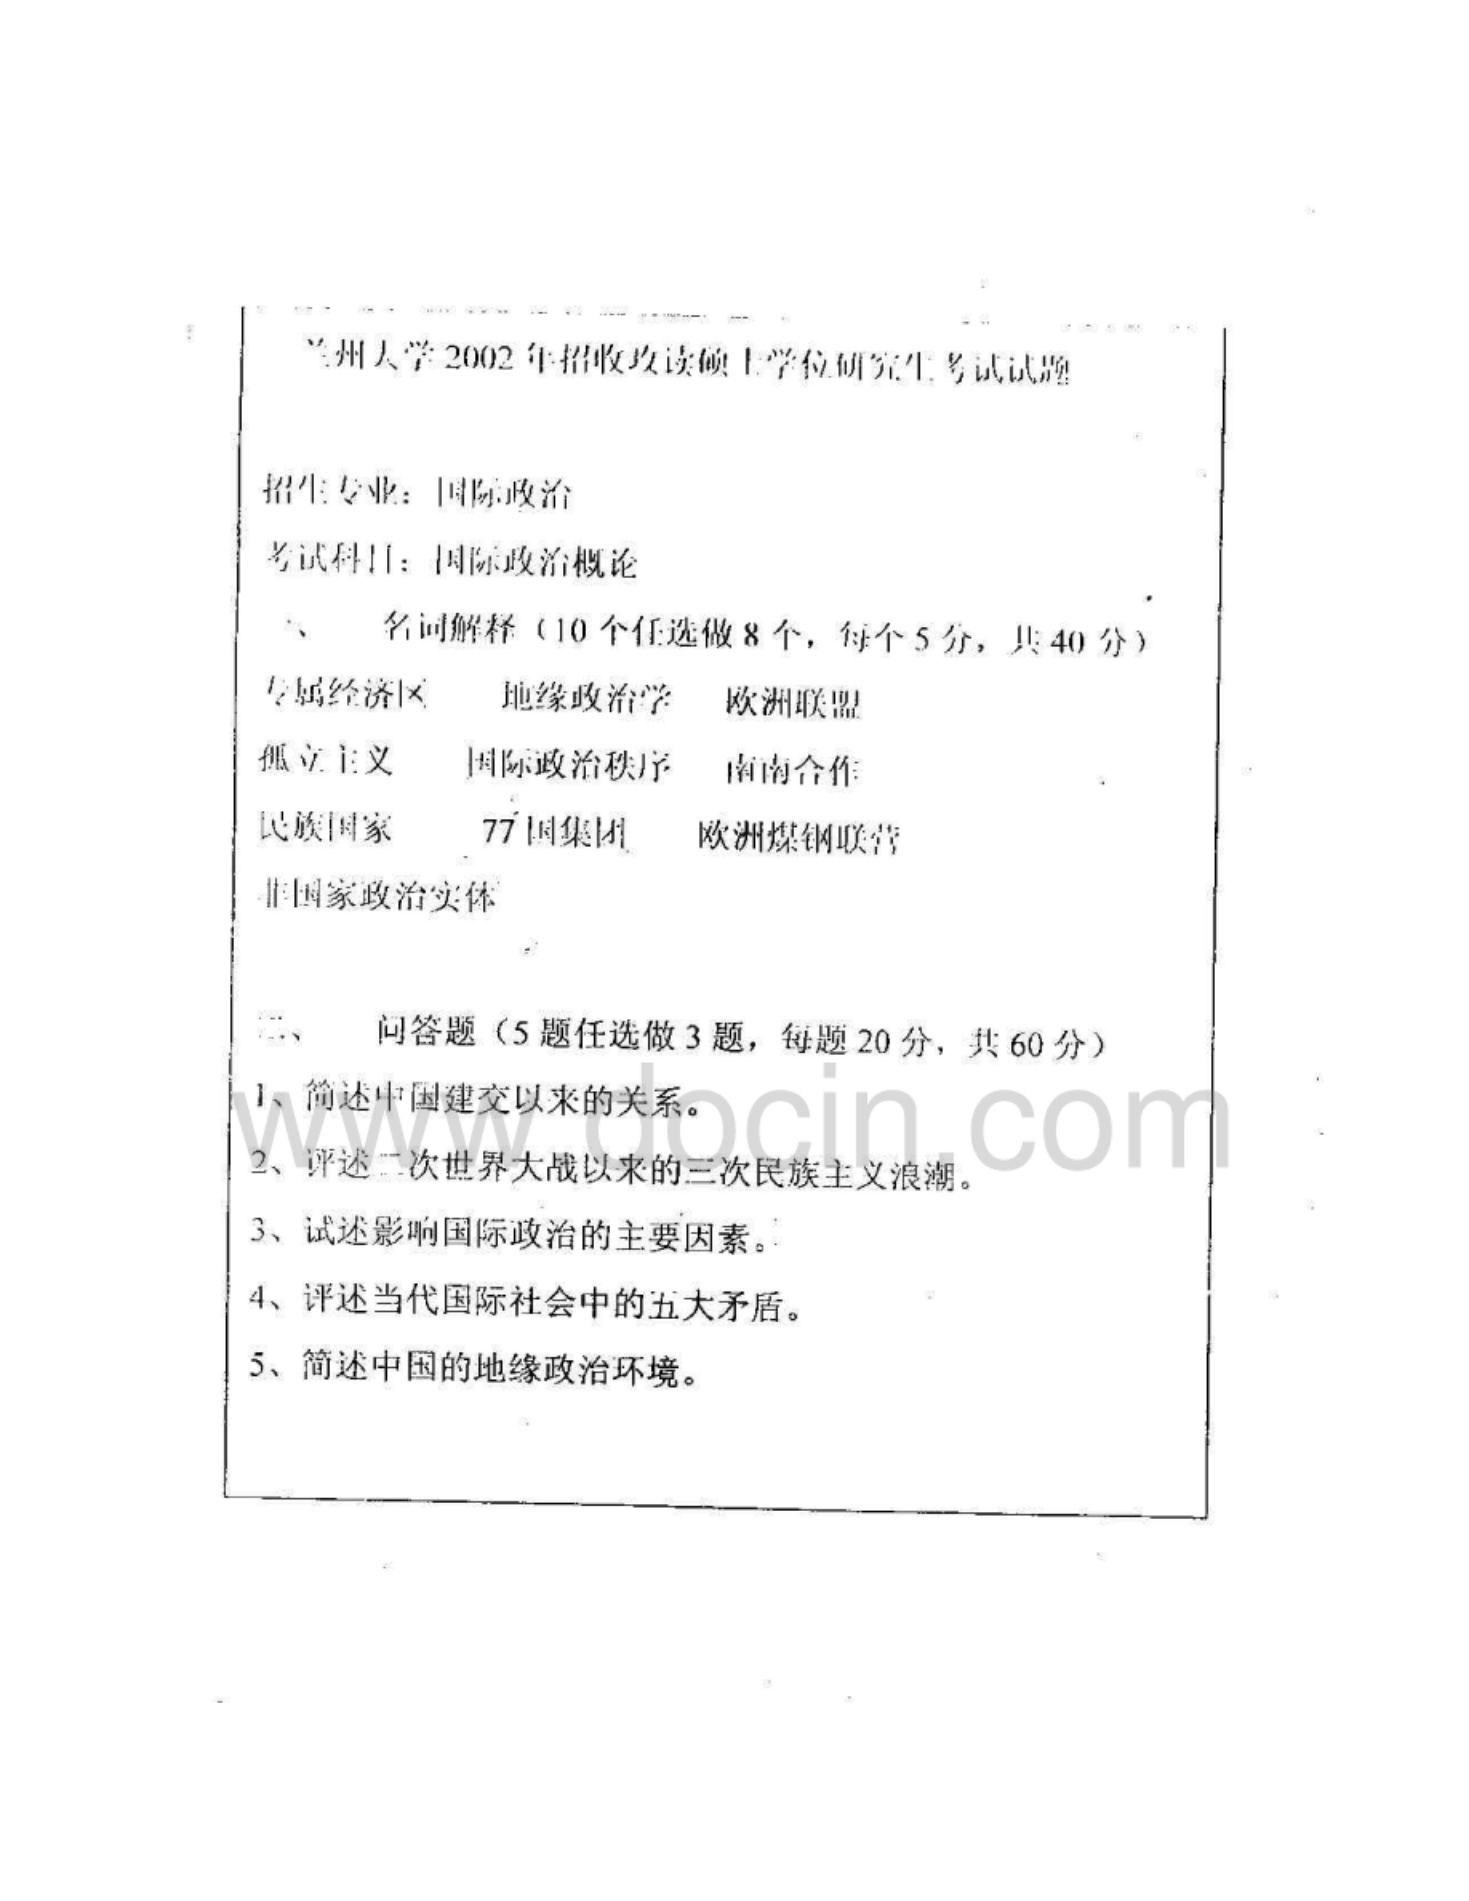 兰州大学2002年招收攻读硕士学位研究生考试试题
招生专业：国际政治
考试科目：国际政治概论
一、 名词解释（10个任选做8个，每个5分，共40分）
专属经济区 地缘政治学 欧洲联盟
孤立主义 国际政治秩序 南南合作
民族国家 77国集团 欧洲煤钢联营
非国家政治实体
二、 问答题（5题任选做3题，每题20分，共60分）
1、简述中国建交以来的关系。
2、评述二次世界大战以来的三次民族主义浪潮。
3、试述影响国际政治的主要因素。
4、评述当代国际社会中的五大矛盾。
5、简述中国的地缘政治环境。
www.docin.com